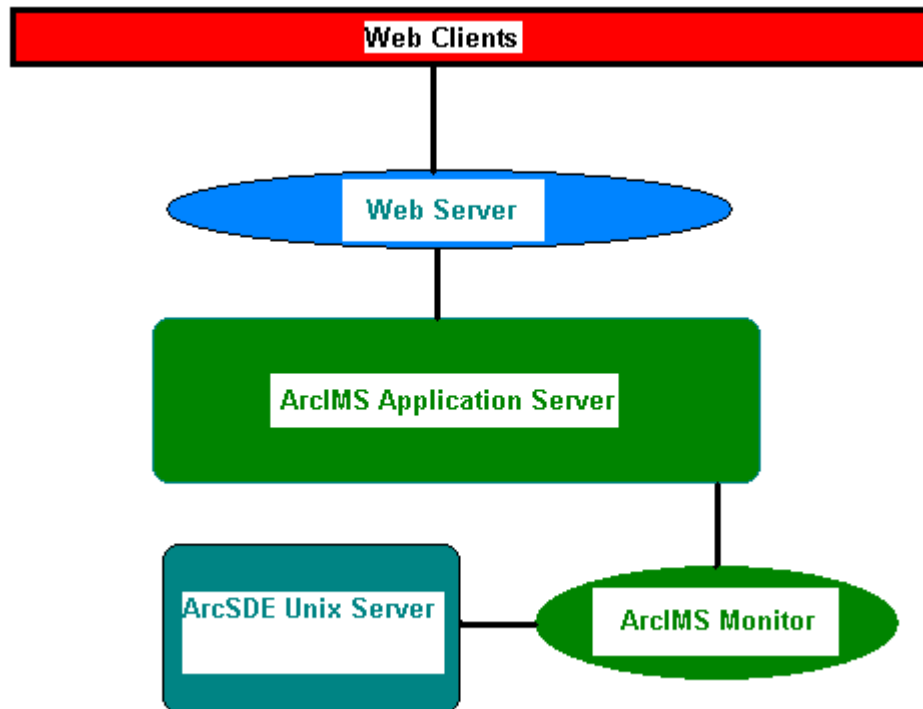 Web Clients
Web Server
ArcIMS Application Server
ArcSDE Unix Server
ArcIMS Monitor